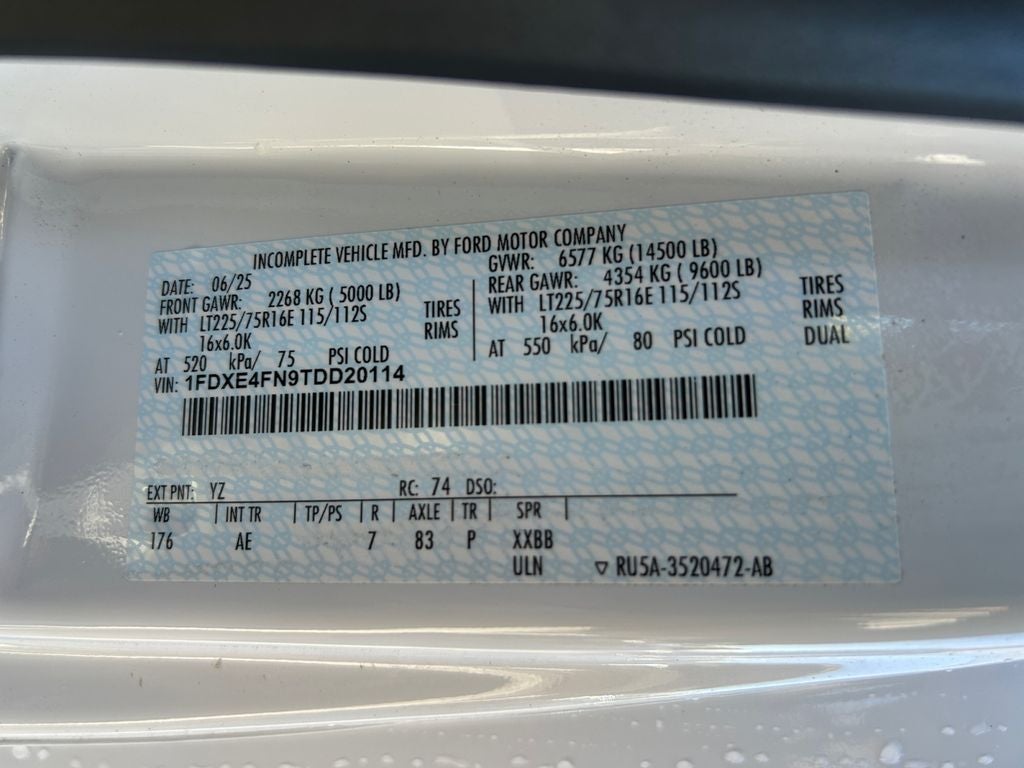 INCOMPLETE VEHICLE MFD. BY FORD MOTOR COMPANY
DATE: 06/25
GVWR: 6577 KG (14500 LB)
FRONT GAWR: 2268 KG ( 5000 LB)
REAR GAWR: 4354 KG ( 9600 LB)
WITH LT225/75R16E 115/112S TIRES
WITH LT225/75R16E 115/112S TIRES
16x6.0K RIMS
16x6.0K RIMS
AT 520 kPa/ 75 PSI COLD
AT 550 kPa/ 80 PSI COLD DUAL
VIN: 1FDXE4FN9TDD20114
EXT PNT: YZ RC: 74 DSO:
WB | INT TR | TP/PS | R | AXLE | TR | SPR |
176 AE 7 83 P XXBB
ULN ▽ RU5A-3520472-AB